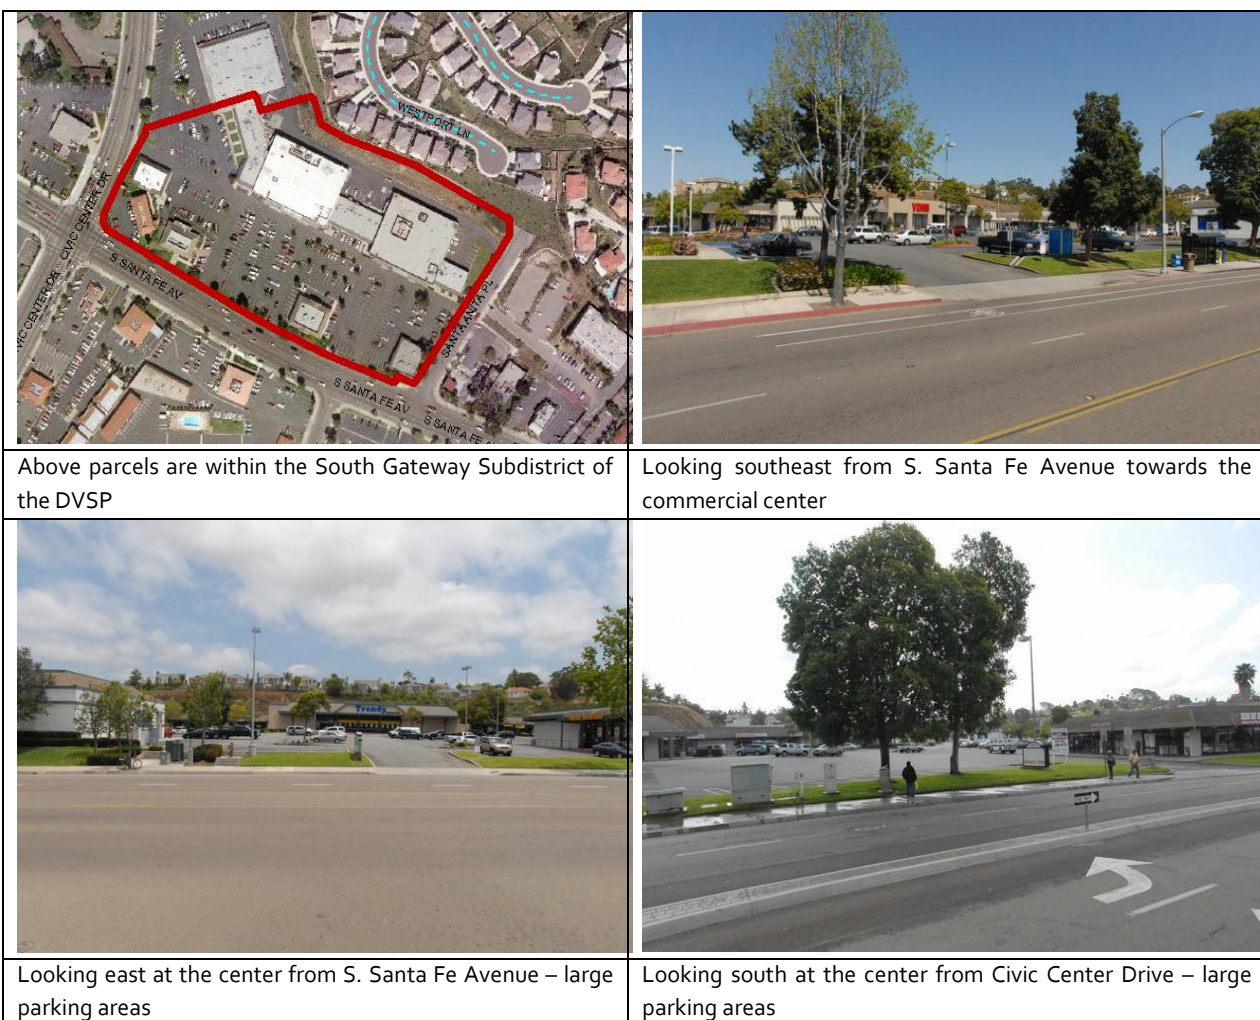 WESTPORT LN
CIVIC CENTER DR
CENTER DR
S SANTA FE AV
SANTA ANITA PL
S SANTA FE AV
S SANTA FE
VONS
Above parcels are within the South Gateway Subdistrict of
the DVSP
Looking southeast from S. Santa Fe Avenue towards the
commercial center
Trendy
ONE WAY
Looking east at the center from S. Santa Fe Avenue – large
parking areas
Looking south at the center from Civic Center Drive – large
parking areas